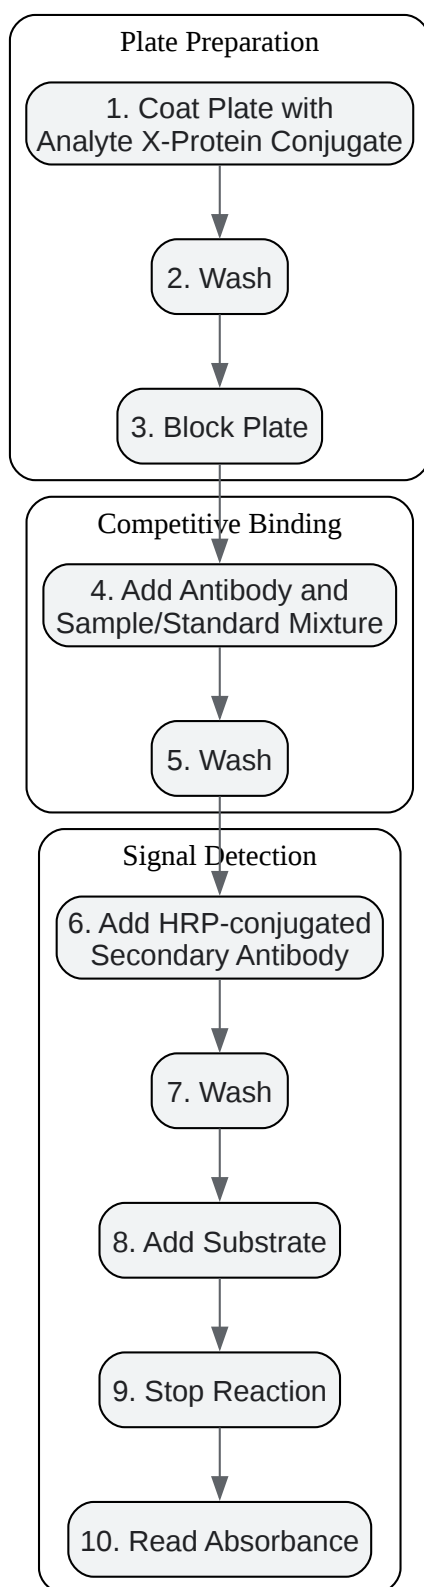 Plate Preparation
1. Coat Plate with
Analyte X-Protein Conjugate
2. Wash
3. Block Plate
Competitive Binding
4. Add Antibody and
Sample/Standard Mixture
5. Wash
Signal Detection
6. Add HRP-conjugated
Secondary Antibody
7. Wash
8. Add Substrate
9. Stop Reaction
10. Read Absorbance